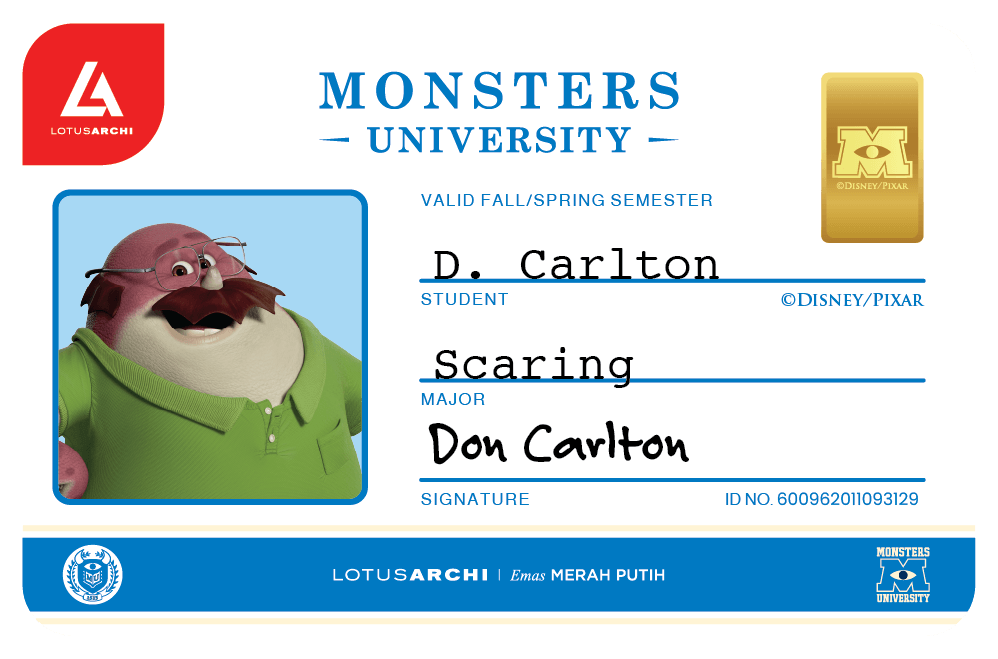 LOTUSARCHI
MONSTERS
UNIVERSITY
©DISNEY/PIXAR
VALID FALL/SPRING SEMESTER
D. Carlton
STUDENT
©DISNEY/PIXAR
Scaring
MAJOR
Don Carlton
SIGNATURE
ID NO. 600962011093129
LOTUSARCHI | Emas MERAH PUTIH
MONSTERS
UNIVERSITY